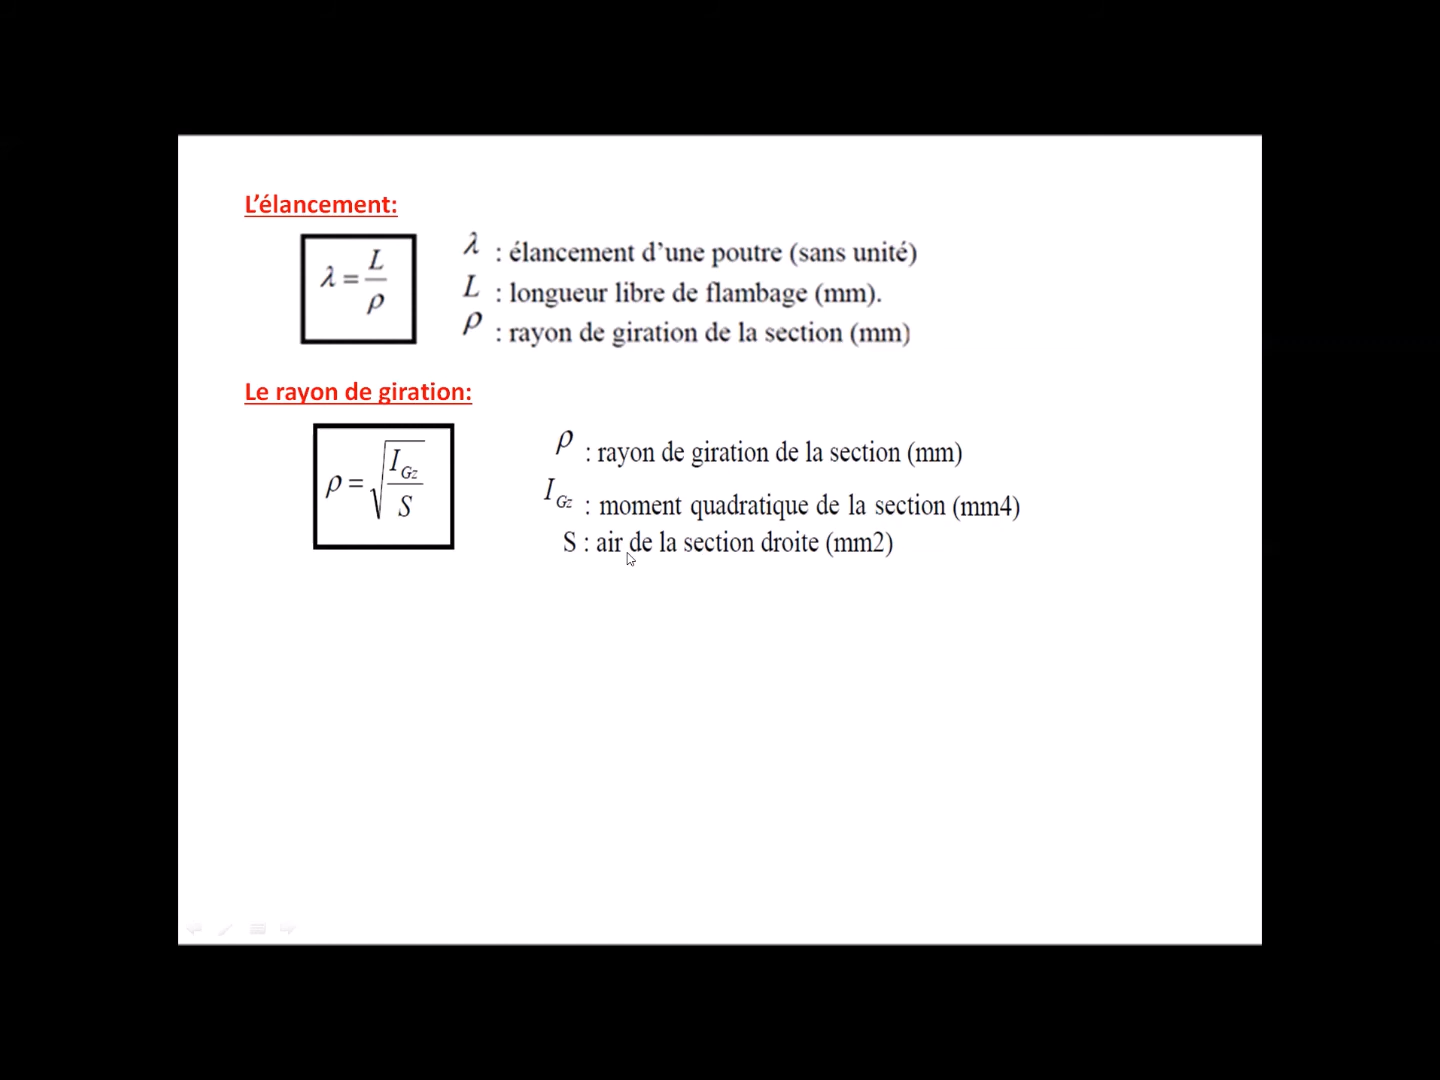 L’élancement:
λ = L/ρ
λ : élancement d’une poutre (sans unité)
L : longueur libre de flambage (mm).
ρ : rayon de giration de la section (mm)
Le rayon de giration:
ρ = √(I_Gz/S)
ρ : rayon de giration de la section (mm)
I_Gz : moment quadratique de la section (mm4)
S : air de la section droite (mm2)